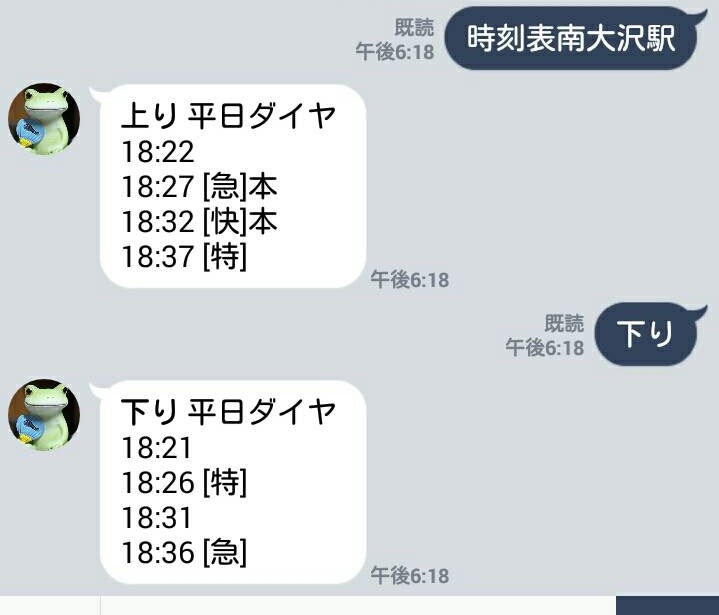 既読
午後6:18
時刻表南大沢駅
上り 平日ダイヤ
18:22
18:27 [急]本
18:32 [快]本
18:37 [特]
午後6:18
既読
午後6:18
下り
下り 平日ダイヤ
18:21
18:26 [特]
18:31
18:36 [急]
午後6:18